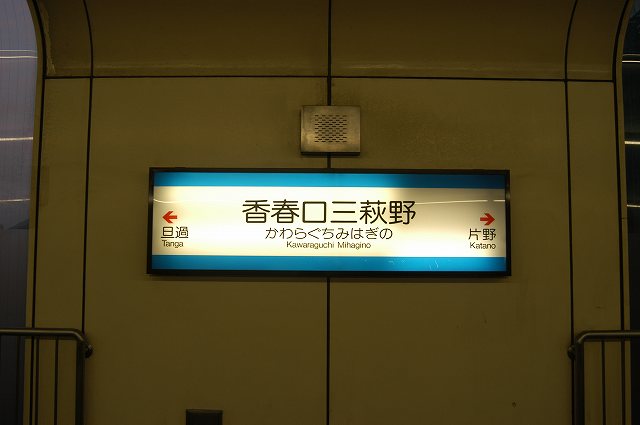 香春口三萩野
かわらぐちみはぎの
Kawaraguchi Mihagino
← 旦過
Tanga
→ 片野
Katano